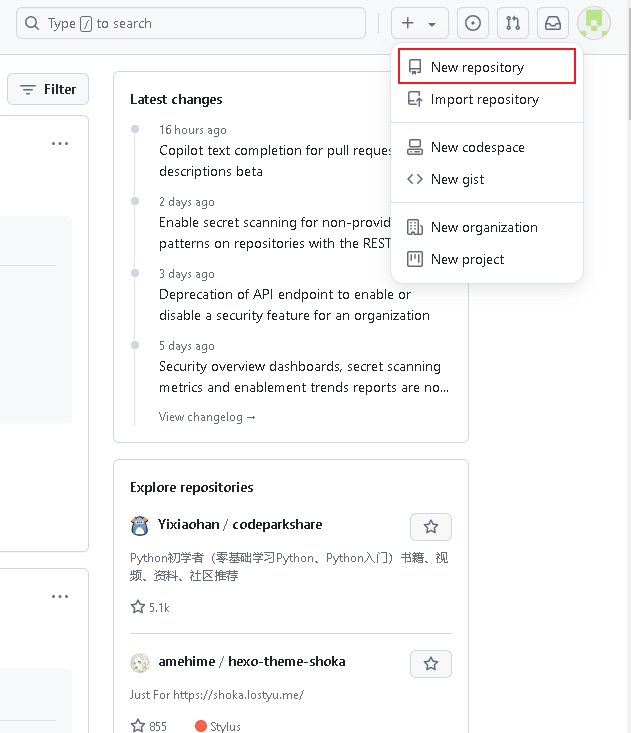 Type / to search
New repository
Import repository
New codespace
New gist
New organization
New project
Filter
Latest changes
16 hours ago
Copilot text completion for pull
descriptions beta
2 days ago
Enable secret scanning for
patterns on repositories with the REST
3 days ago
Deprecation of API endpoint to enable or
disable a security feature for an organization
5 days ago
Security overview dashboards, secret scanning
metrics and enablement trends reports are no...
View changelog →
Explore repositories
Yixiaohan / codeparkshare
Python初学者（零基础学习Python、Python入门）书籍、视
频、资料、社区推荐
5.1k
amehime / hexo-theme-shoka
Just For https://shoka.lostyu.me/
855
Stylus